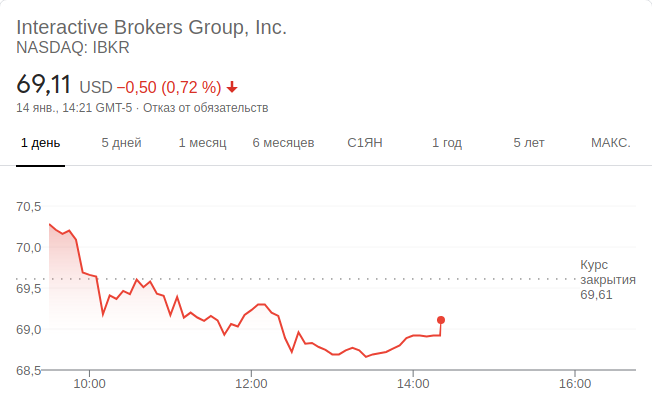 Interactive Brokers Group, Inc.
NASDAQ: IBKR
69,11 USD −0,50 (0,72 %)
14 янв., 14:21 GMT-5 · Отказ от обязательств
1 день 5 дней 1 месяц 6 месяцев С1ЯН 1 год 5 лет МАКС.
70,5
70,0
Курс
закрытия
69,61
69,5
69,0
68,5
10:00 12:00 14:00 16:00